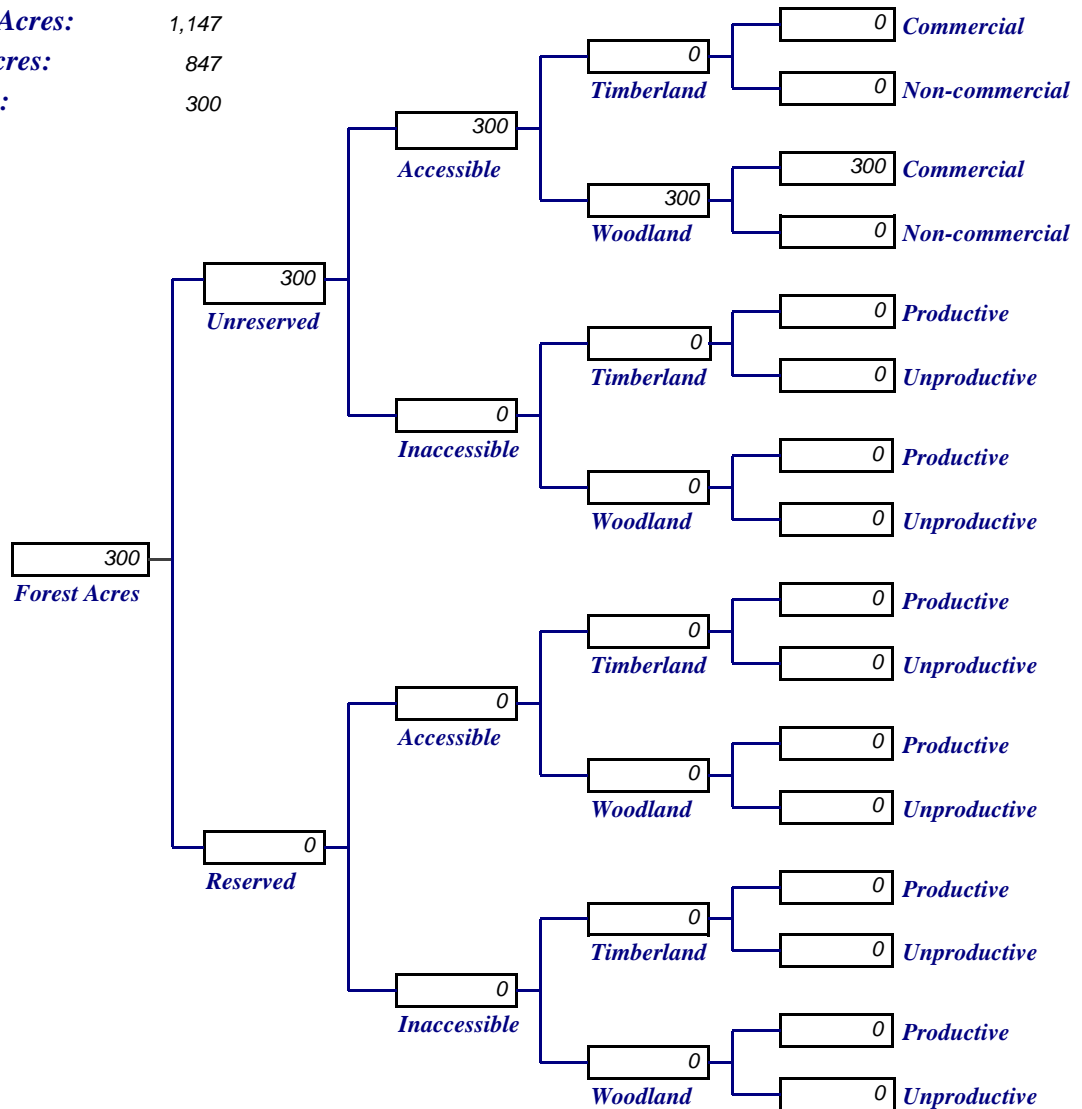 Acres: 1,147
cres: 847
: 300
0 Commercial
0 Timberland
0 Non-commercial
300 Accessible
300 Commercial
300 Woodland
0 Non-commercial
300 Unreserved
0 Productive
0 Timberland
0 Unproductive
0 Inaccessible
0 Productive
0 Woodland
0 Unproductive
300 Forest Acres
0 Productive
0 Timberland
0 Unproductive
0 Accessible
0 Productive
0 Woodland
0 Unproductive
0 Reserved
0 Productive
0 Timberland
0 Unproductive
0 Inaccessible
0 Productive
0 Woodland
0 Unproductive